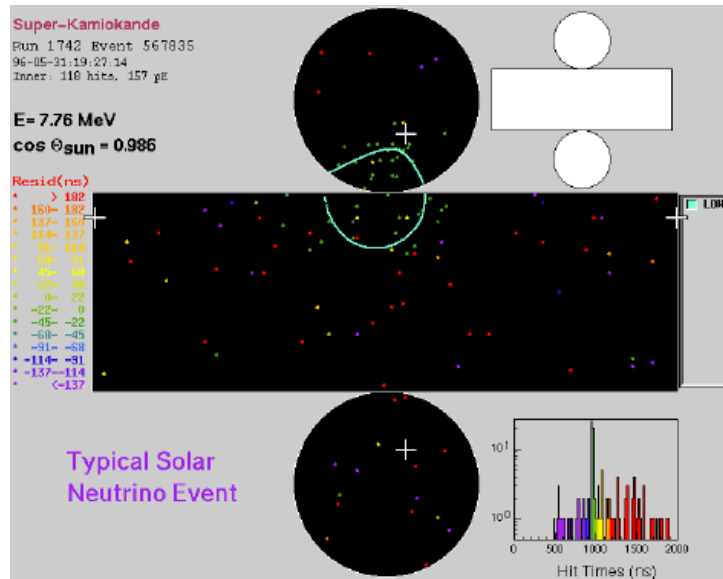 Super-Kamiokande
Run 1742 Event 567835
96-05-31:19:27:14
Inner: 118 hits, 157 pE
E= 7.76 MeV
cos Θsun = 0.986
Resid(ns)
* > 182
* 160- 182
* 137- 160
* 114- 137
* 91- 114
* 68- 91
* 45- 68
* 22- 45
* 0- 22
* -22- 0
* -45- -22
* -68- -45
* -91- -68
* -114- -91
* -137--114
* <-137
Typical Solar
Neutrino Event
10¹
10⁰
0 500 1000 1500 2000
Hit Times (ns)